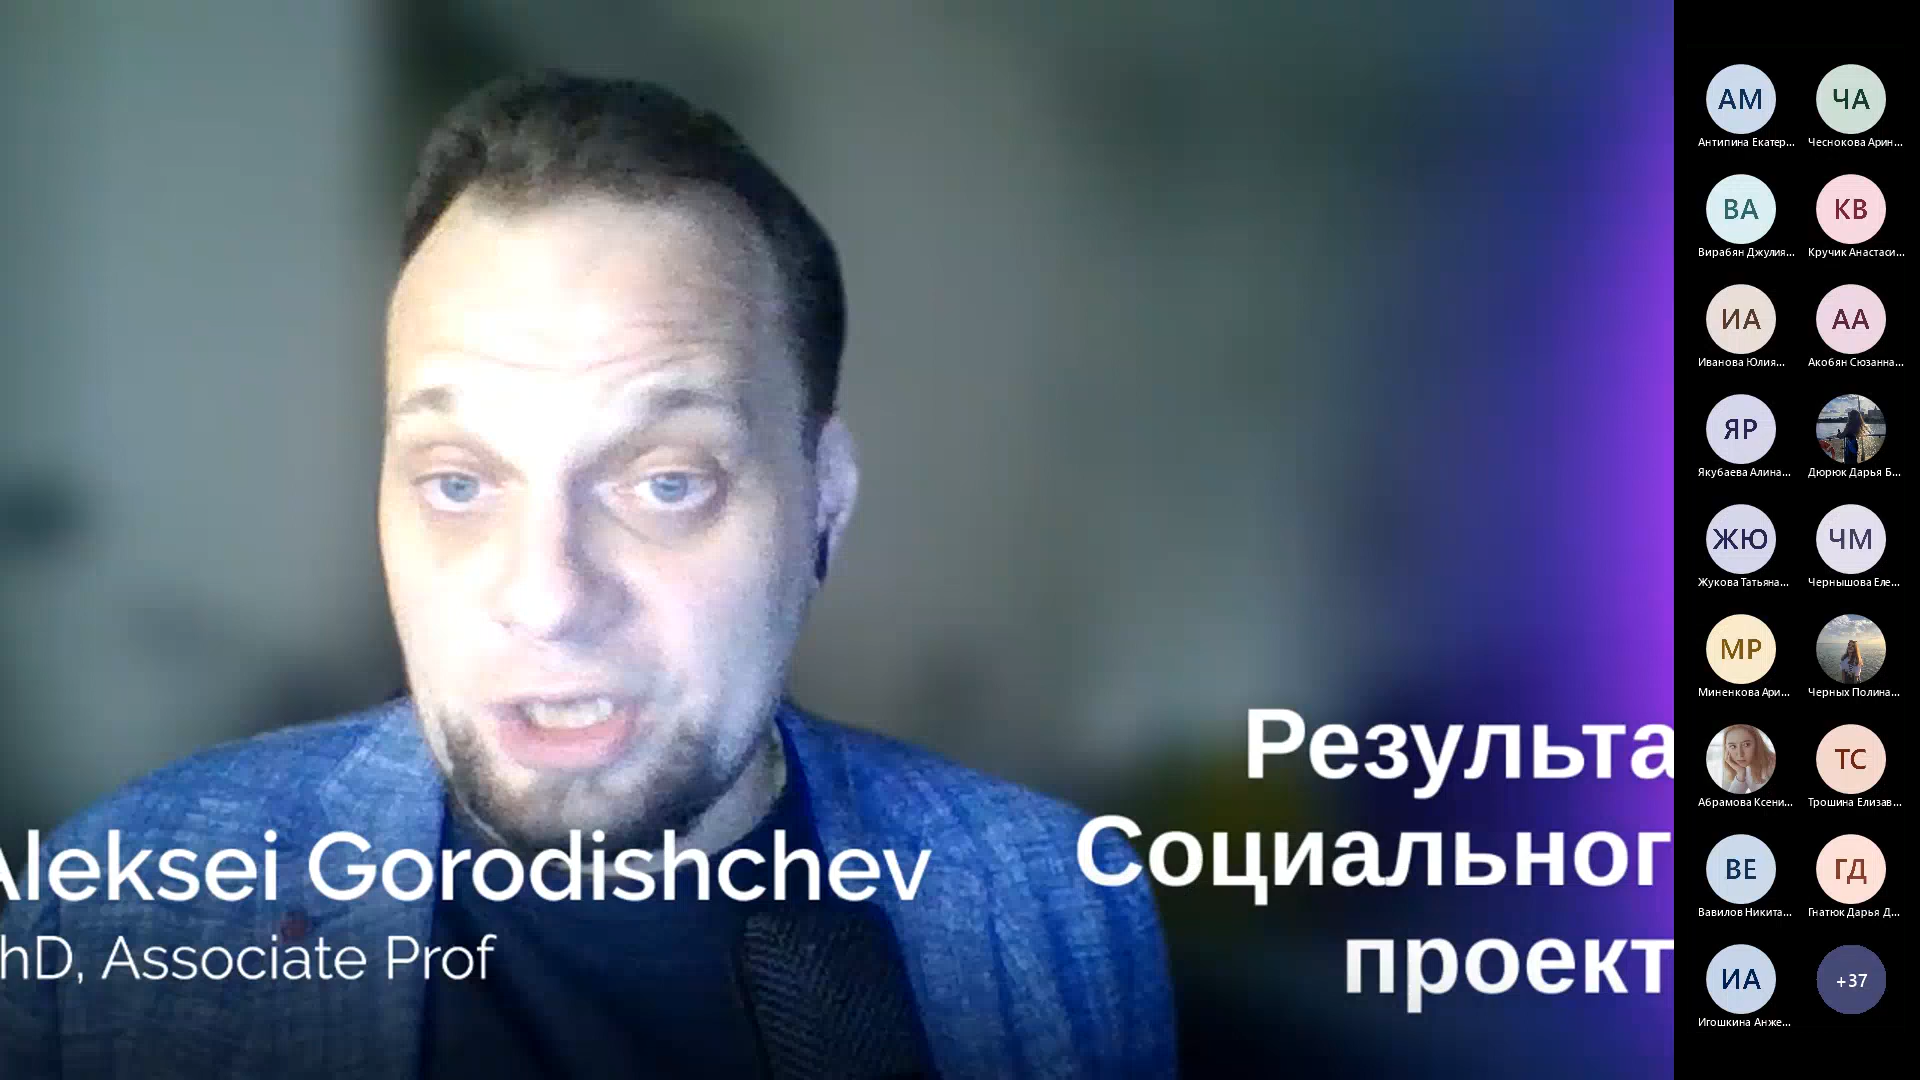 Aleksei Gorodishchev
hD, Associate Prof
Результа
Социальног
проект
АМ
Антипина Екатер...
ЧА
Чеснокова Арин...
ВА
Вирабян Джулия...
КВ
Кручик Анастаси...
ИА
Иванова Юлия...
АА
Акобян Сюзанна...
ЯР
Якубаева Алина...
Дюрюк Дарья Б...
ЖЮ
Жукова Татьяна...
ЧМ
Чернышова Еле...
МР
Миненкова Ари...
Черных Полина...
Абрамова Ксени...
ТС
Трошина Елизав...
ВЕ
Вавилов Никита...
ГД
Гнатюк Дарья Д...
ИА
Игошкина Анже...
+37